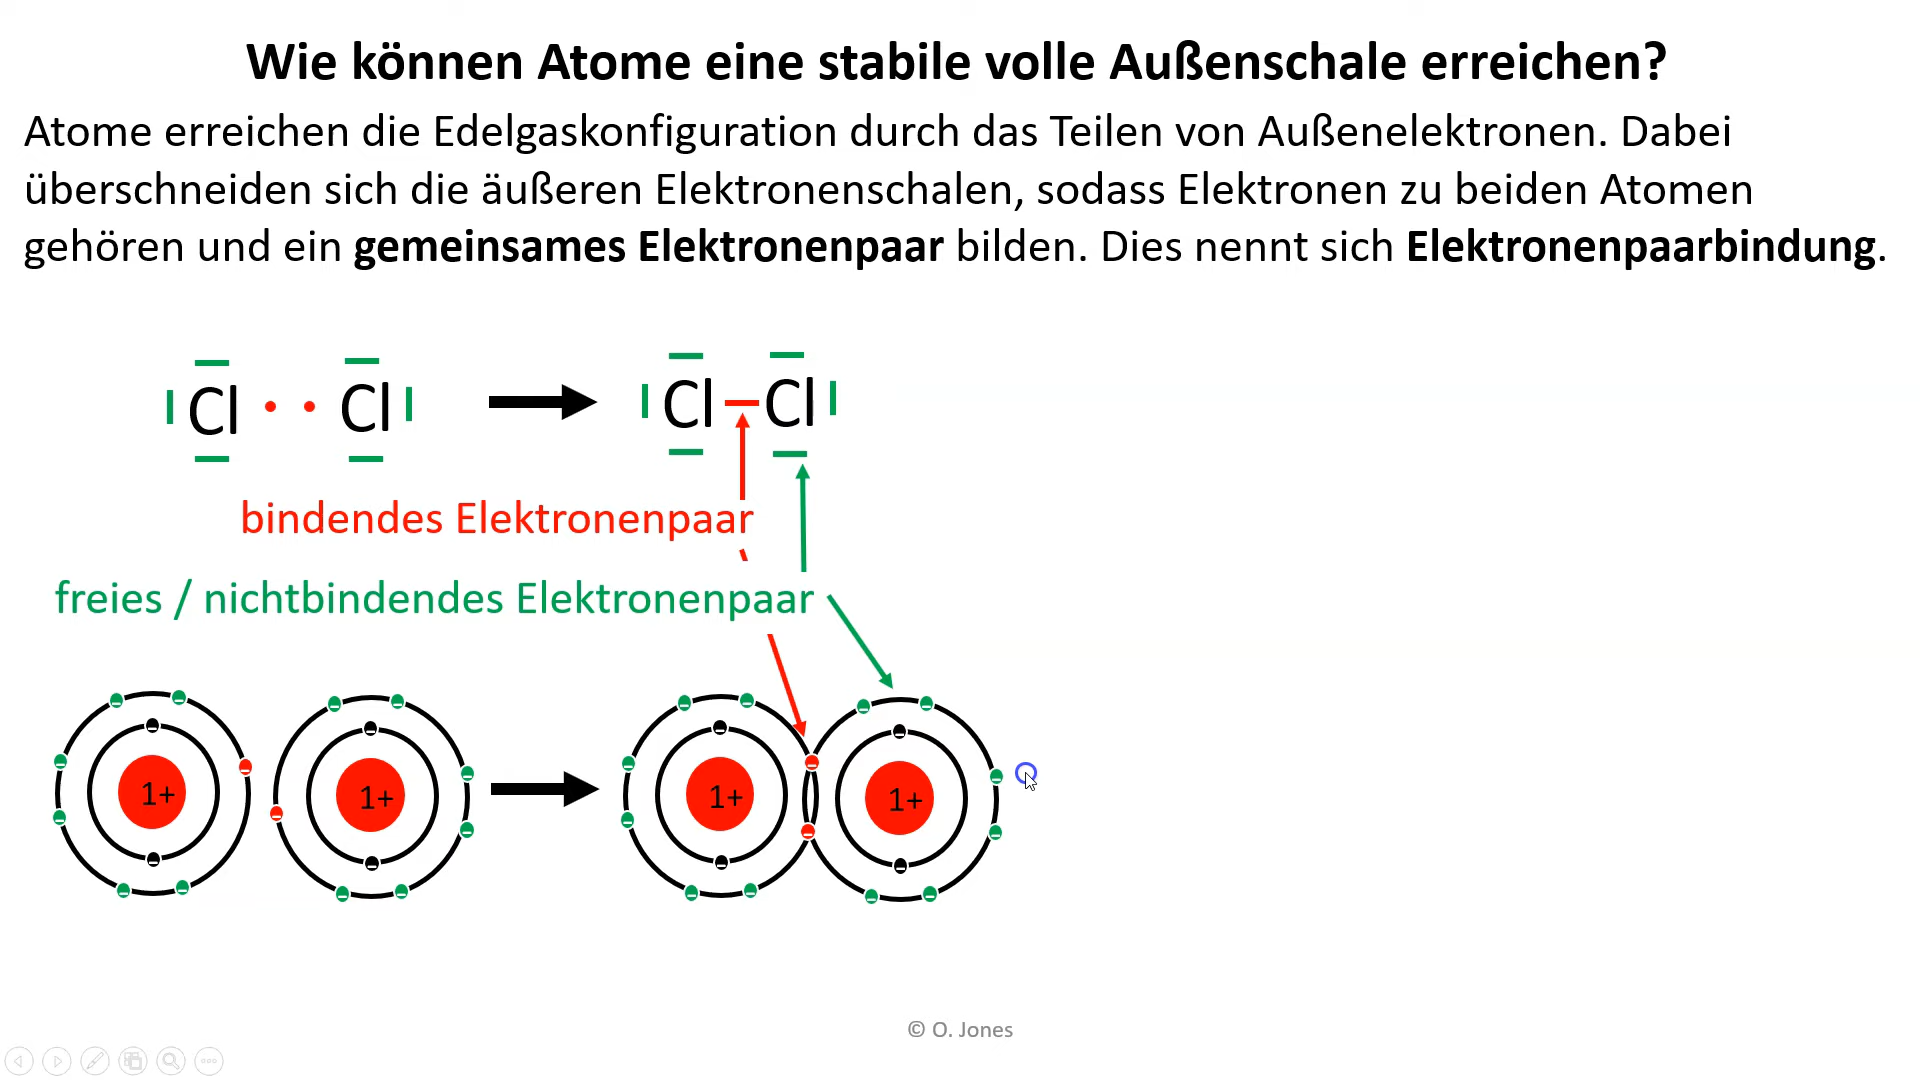 Wie können Atome eine stabile volle Außenschale erreichen?
Atome erreichen die Edelgaskonfiguration durch das Teilen von Außenelektronen. Dabei
überschneiden sich die äußeren Elektronenschalen, sodass Elektronen zu beiden Atomen
gehören und ein gemeinsames Elektronenpaar bilden. Dies nennt sich Elektronenpaarbindung.
Cl Cl Cl Cl
bindendes Elektronenpaar
freies / nichtbindendes Elektronenpaar
1+ 1+ 1+ 1+
© O. Jones